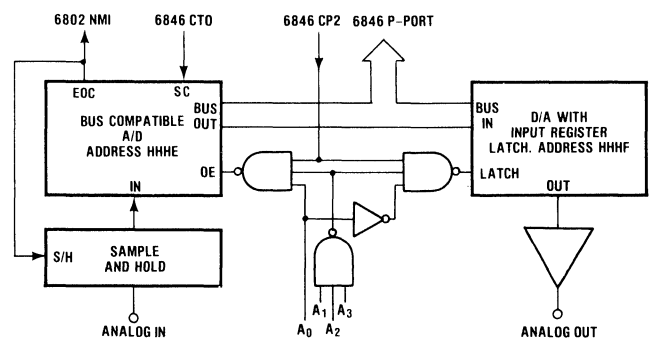 6802 NMI
6846 CTO
6846 CP2
6846 P-PORT
EOC
SC
BUS
BUS COMPATIBLE
A/D
ADDRESS HHHE
OUT
OE
IN
BUS
IN
D/A WITH
INPUT REGISTER
LATCH. ADDRESS HHHF
LATCH
OUT
S/H
SAMPLE
AND HOLD
A1
A3
A0
A2
ANALOG IN
ANALOG OUT